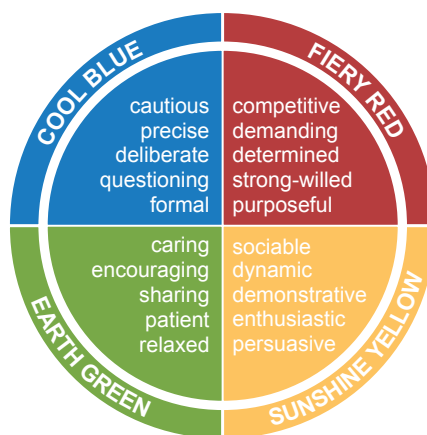 COOL BLUE
cautious
precise
deliberate
questioning
formal
FIERY RED
competitive
demanding
determined
strong-willed
purposeful
EARTH GREEN
caring
encouraging
sharing
patient
relaxed
SUNSHINE YELLOW
sociable
dynamic
demonstrative
enthusiastic
persuasive